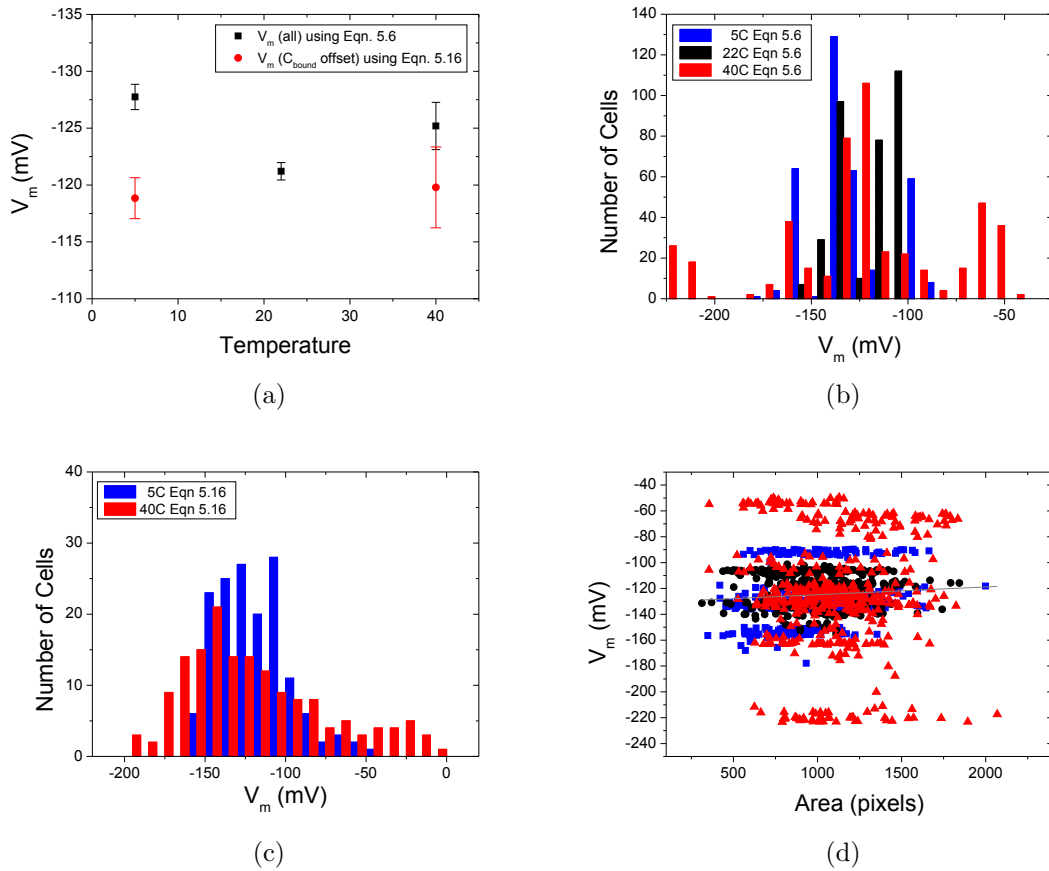 V_m (all) using Eqn. 5.6
V_m (C_bound offset) using Eqn. 5.16
-135
-130
-125
-120
-115
-110
V_m (mV)
0
10
20
30
40
Temperature
(a)
5C Eqn 5.6
22C Eqn 5.6
40C Eqn 5.6
140
120
100
80
60
40
20
0
Number of Cells
-200
-150
-100
-50
V_m (mV)
(b)
5C Eqn 5.16
40C Eqn 5.16
40
30
20
10
0
Number of Cells
-200
-150
-100
-50
0
V_m (mV)
(c)
-40
-60
-80
-100
-120
-140
-160
-180
-200
-220
-240
V_m (mV)
500
1000
1500
2000
Area (pixels)
(d)